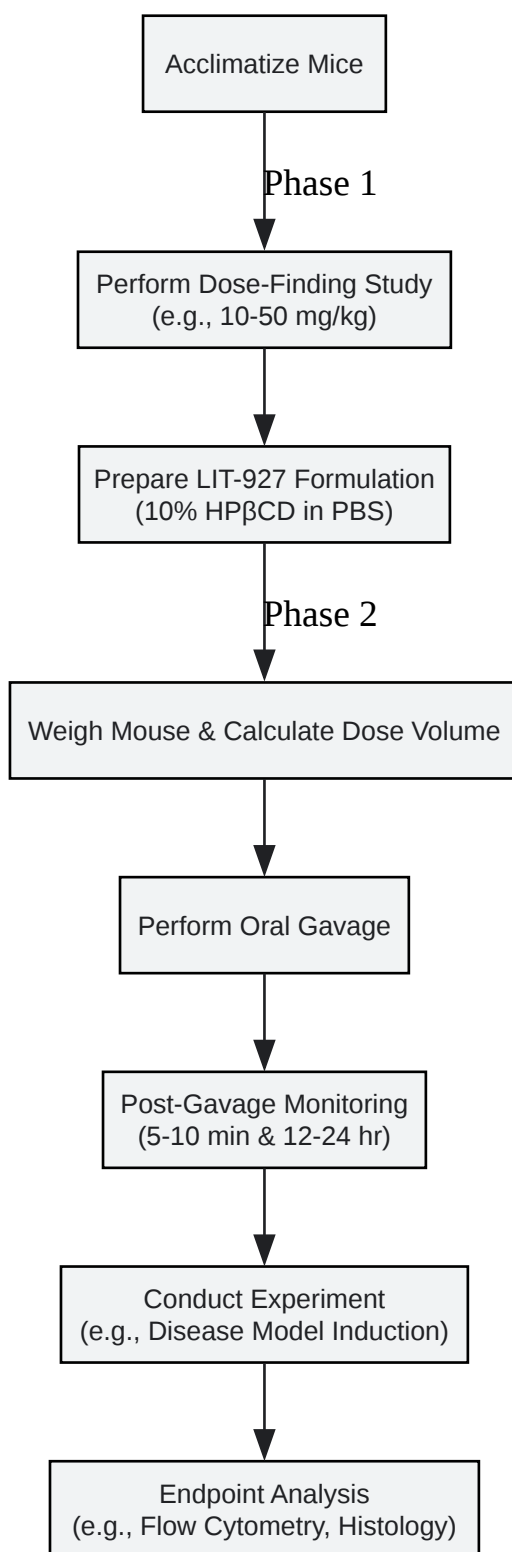 Acclimatize Mice
Phase 1
Perform Dose-Finding Study
(e.g., 10-50 mg/kg)
Prepare LIT-927 Formulation
(10% HPβCD in PBS)
Phase 2
Weigh Mouse & Calculate Dose Volume
Perform Oral Gavage
Post-Gavage Monitoring
(5-10 min & 12-24 hr)
Conduct Experiment
(e.g., Disease Model Induction)
Endpoint Analysis
(e.g., Flow Cytometry, Histology)